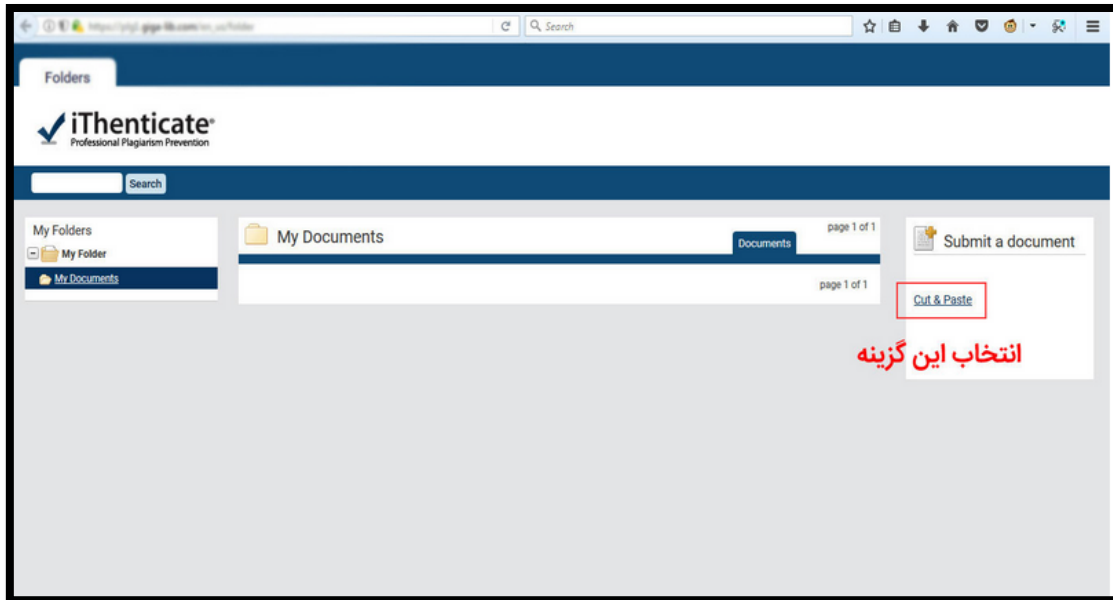 Search
Folders
iThenticate®
Professional Plagiarism Prevention
Search
My Folders
My Folder
My Documents
My Documents
page 1 of 1
Documents
page 1 of 1
Submit a document
Cut & Paste
انتخاب این گزینه